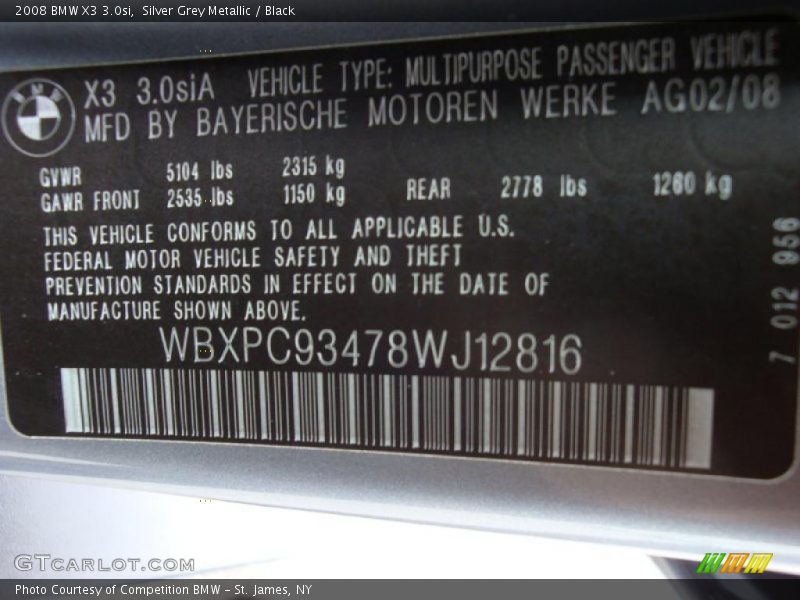 2008 BMW X3 3.0si, Silver Grey Metallic / Black
BMW
X3 3.0siA VEHICLE TYPE: MULTIPURPOSE PASSENGER VEHICLE
MFD BY BAYERISCHE MOTOREN WERKE AG02/08
GVWR 5104 lbs 2315 kg
GAWR FRONT 2535 lbs 1150 kg REAR 2778 lbs 1260 kg
THIS VEHICLE CONFORMS TO ALL APPLICABLE U.S.
FEDERAL MOTOR VEHICLE SAFETY AND THEFT
PREVENTION STANDARDS IN EFFECT ON THE DATE OF
MANUFACTURE SHOWN ABOVE.
WBXPC93478WJ12816
7 012 956
GTCARLOT.COM
Photo Courtesy of Competition BMW - St. James, NY